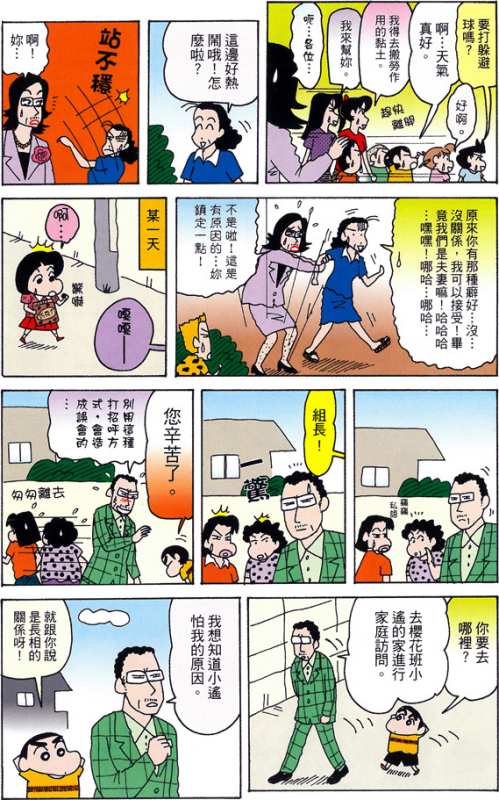 要打躲避
球嗎？
好啊。
啊…天氣
真好。
趕快
離開
我得去搬勞作
用的黏土。
我來幫妳。
呃…各位…
這邊好熱
鬧哦！怎
麼啦？
站不穩
啊！
妳…
原來你有那種癖好…沒…
沒關係，我可以接受！畢
竟我們是夫妻嘛！哈哈哈
…嘿嘿！哪哈…哪哈…
不是啦！這是
有原因的…妳
鎮定一點！
某一天
啊…
驚嚇
嘎嘎——
竊竊
私語
組長！
一驚
您辛苦了。
別用這種
打招呼方
式，會造
成誤會的
…
匆匆離去
你要去
哪裡？
去櫻花班小
遙的家進行
家庭訪問。
我想知道小遙
怕我的原因。
就跟你說
是長相的
關係呀！